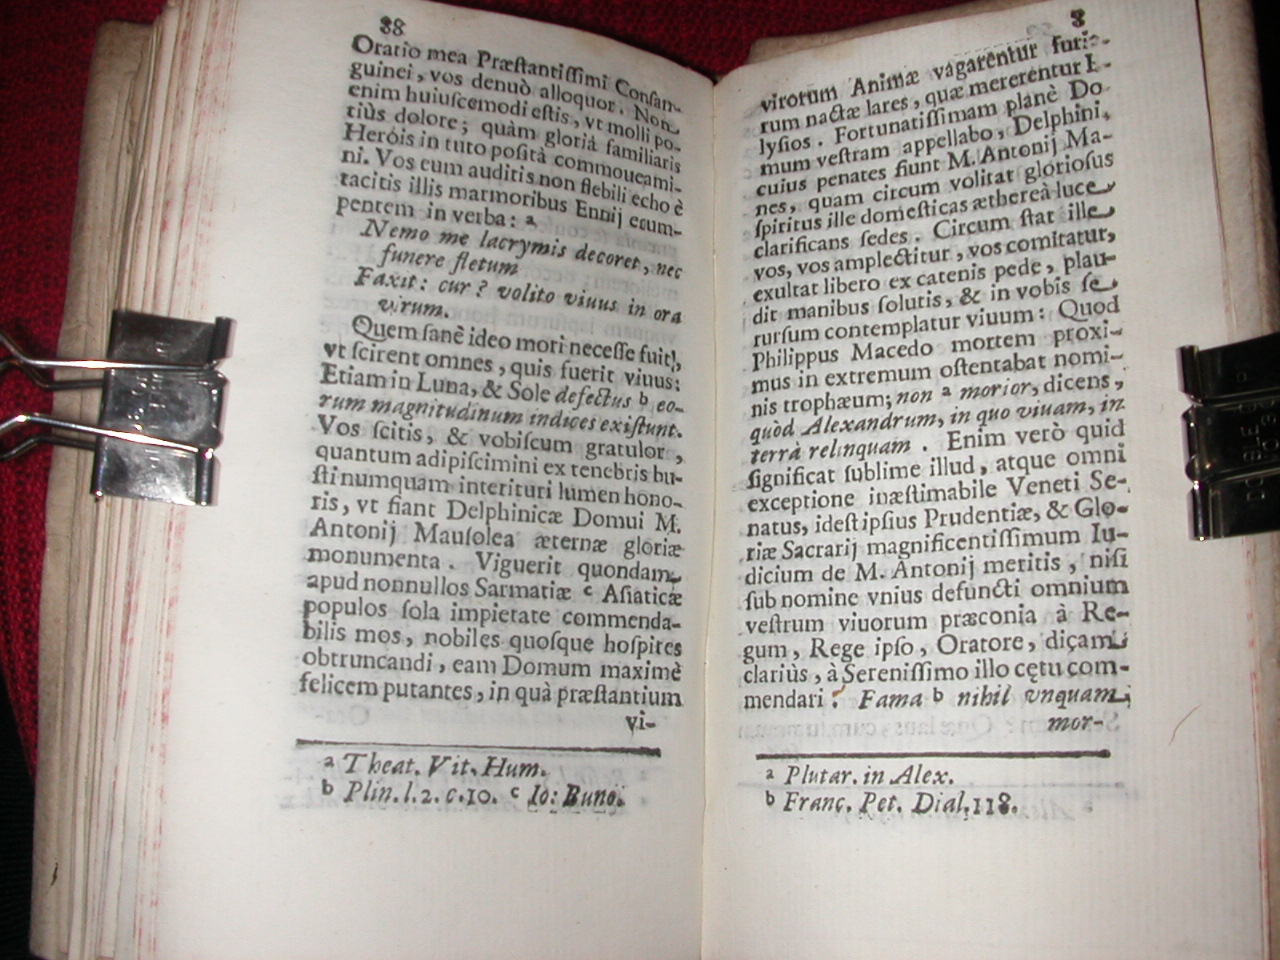 88
Oratio mea Præſtantiſſimi Conſan-
guinei, vos denuò alloquor. Non
enim huiuſcemodi eſtis, vt molli po-
tiùs dolore; quàm glorià familiaris
Herois in tuto poſità commoueami-
ni. Vos eum auditis non flebili echo è
tacitis illis marmoribus Ennij erum-
pentem in verba: a
Nemo me lacrymis decoret, nec
funere fletum
Faxit: cur? volito viuus in ora
virum.
Quem ſanè ideo mori neceſſe fuit,
vt ſcirent omnes, quis fuerit viuus:
Etiam in Luna, & Sole defectus b eo-
rum magnitudinum indices exiſtunt.
Vos ſcitis, & vobiſcum gratulor,
quantum adipiſcimini ex tenebris bu-
ſti numquam interituri lumen hono-
ris, vt fiant Delphinicæ Domui M.
Antonij Mauſolea æternæ gloriæ
monumenta. Viguerit quondam
apud nonnullos Sarmatiæ c Aſiaticæ
populos ſola impietate commenda-
bilis mos, nobiles quoſque hoſpites
obtruncandi, eam Domum maximè
felicem putantes, in quà præſtantium
vi-
a Theat. Vit. Hum.
b Plin. l. 2. c. 10. c Io: Buno.
8
virorum Animæ vagarentur furis-
rum nactæ lares, quæ mererentur E-
lyſios. Fortunatiſſimam planè Do
mum veſtram appellabo, Delphini,
cuius penates fiunt M. Antonij Ma-
nes, quam circum volitat glorioſus
ſpiritus ille domeſticas æthereà luce
clarificans ſedes. Circum ſtat ille
vos, vos amplectitur, vos comitatur,
exultat libero ex catenis pede, plau-
dit manibus ſolutis, & in vobis ſe
rurſum contemplatur viuum: Quod
Philippus Macedo mortem proxi-
mus in extremum oſtentabat nomi-
nis trophæum; non a morior, dicens,
quòd Alexandrum, in quo viuam, in
terrà relinquam. Enim verò quid
ſignificat ſublime illud, atque omni
exceptione inæſtimabile Veneti Se-
natus, ideſt ipſius Prudentiæ, & Glo-
riæ Sacrarij magnificentiſſimum Iu-
dicium de M. Antonij meritis, niſi
ſub nomine vnius defuncti omnium
veſtrum viuorum præconia à Re-
gum, Rege ipſo, Oratore, diçam
clariùs, à Sereniſſimo illo cętu com-
mendari? Fama b nihil vnquam
mor-
a Plutar. in Alex.
b Franç. Pet. Dial. 118.